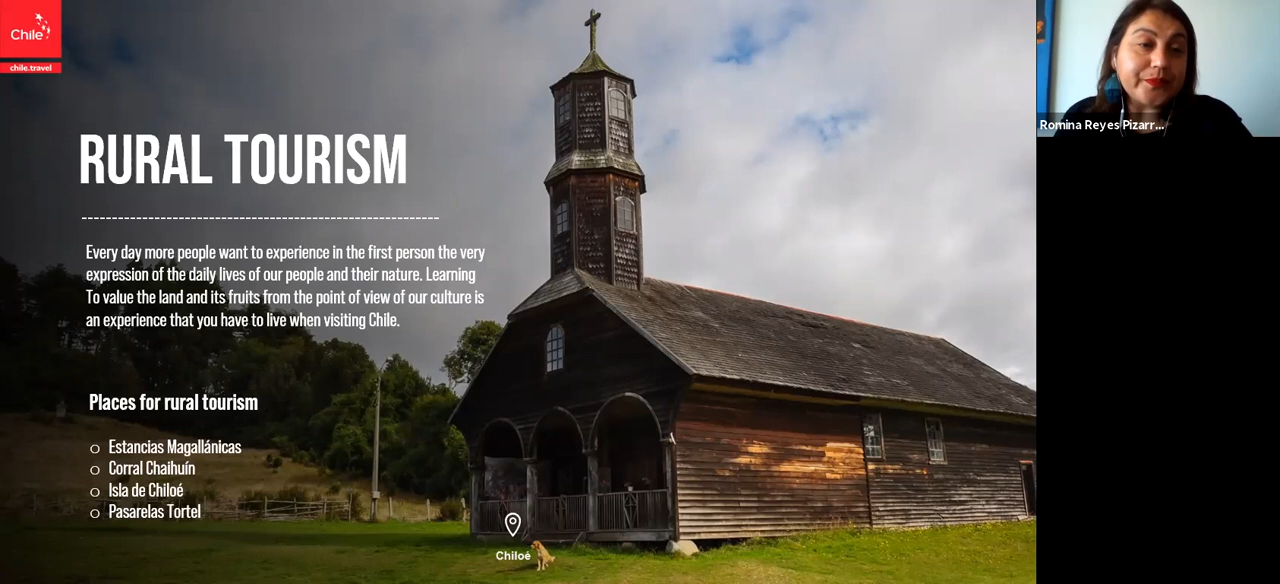 Chile
chile.travel
RURAL TOURISM
Every day more people want to experience in the first person the very
expression of the daily lives of our people and their nature. Learning
To value the land and its fruits from the point of view of our culture is
an experience that you have to live when visiting Chile.
Places for rural tourism
Estancias Magallánicas
Corral Chaihuín
Isla de Chiloé
Pasarelas Tortel
Chiloé
Romina Reyes Pizarr...